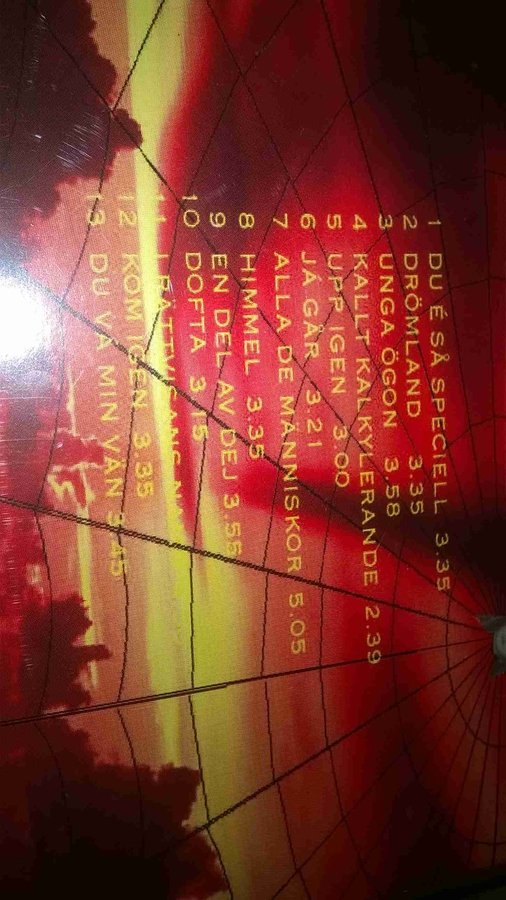 1 DU É SÅ SPECIELL 3.35
2 DRÖMLAND 3.35
3 UNGA ÖGON 3.58
4 KALLT KALKYLERANDE 2.39
5 UPP IGEN 3.00
6 JÁ GÅR 3.21
7 ALLA DE MÄNNISKOR 5.05
8 HIMMEL 3.35
9 EN DEL AV DEJ 3.55
10 DOFTA
11 I RÄTTVISANS
12 KOM IGEN 3.35
13 DU VA MIN VÄN 3.45